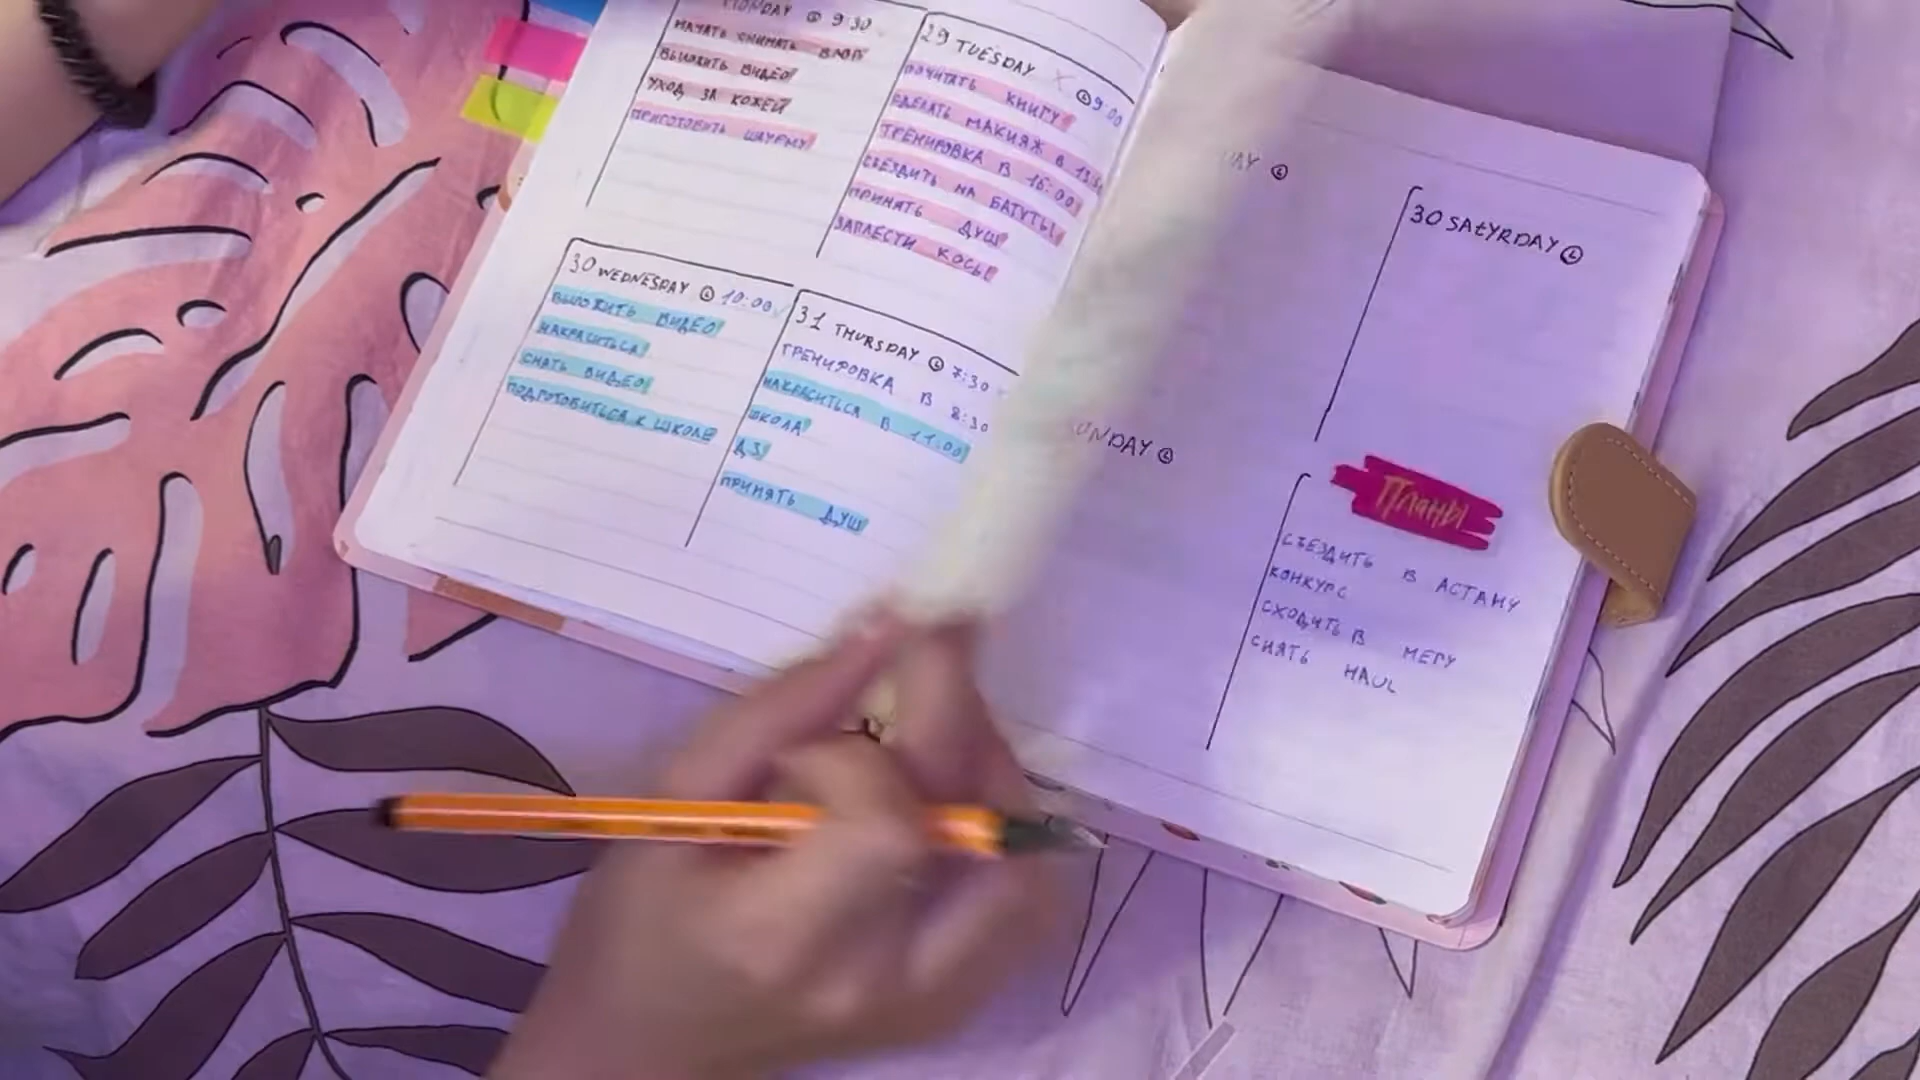 MONDAY 9:30
НАЧАТЬ СНИМАТЬ ВЛОГ
ВЫЛОЖИТЬ ВИДЕО
УХОД ЗА КОЖЕЙ
ПРИГОТОВИТЬ ШАУРМУ
29 TUESDAY 9:00
ПОЧИТАТЬ КНИГУ
СДЕЛАТЬ МАКИЯЖ В
ТРЕНИРОВКА В 16:00
СЪЕЗДИТЬ НА БАТУТЫ
ПРИНЯТЬ ДУШ
ЗАПЛЕСТИ КОСЫ
30 WEDNESDAY 10:00
ВЫЛОЖИТЬ ВИДЕО
НАКРАСИТЬСЯ
СНЯТЬ ВИДЕО
ПОДГОТОВИТЬСЯ К ШКОЛЕ
31 THURSDAY 7:30
ТРЕНИРОВКА В 8:30
НАКРАСИТЬСЯ В 11:00
ШКОЛА
ДЗ
ПРИНЯТЬ ДУШ
DAY
30 SATYRDAY
UNDAY
Планы
СЪЕЗДИТЬ В АСТАНУ
КОНКУРС
СХОДИТЬ В МЕГУ
СНЯТЬ HAUL